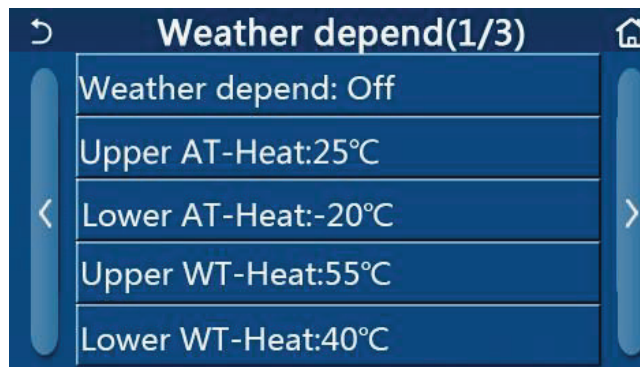 Weather depend(1/3)
Weather depend: Off
Upper AT-Heat:25℃
Lower AT-Heat:-20℃
Upper WT-Heat:55℃
Lower WT-Heat:40℃